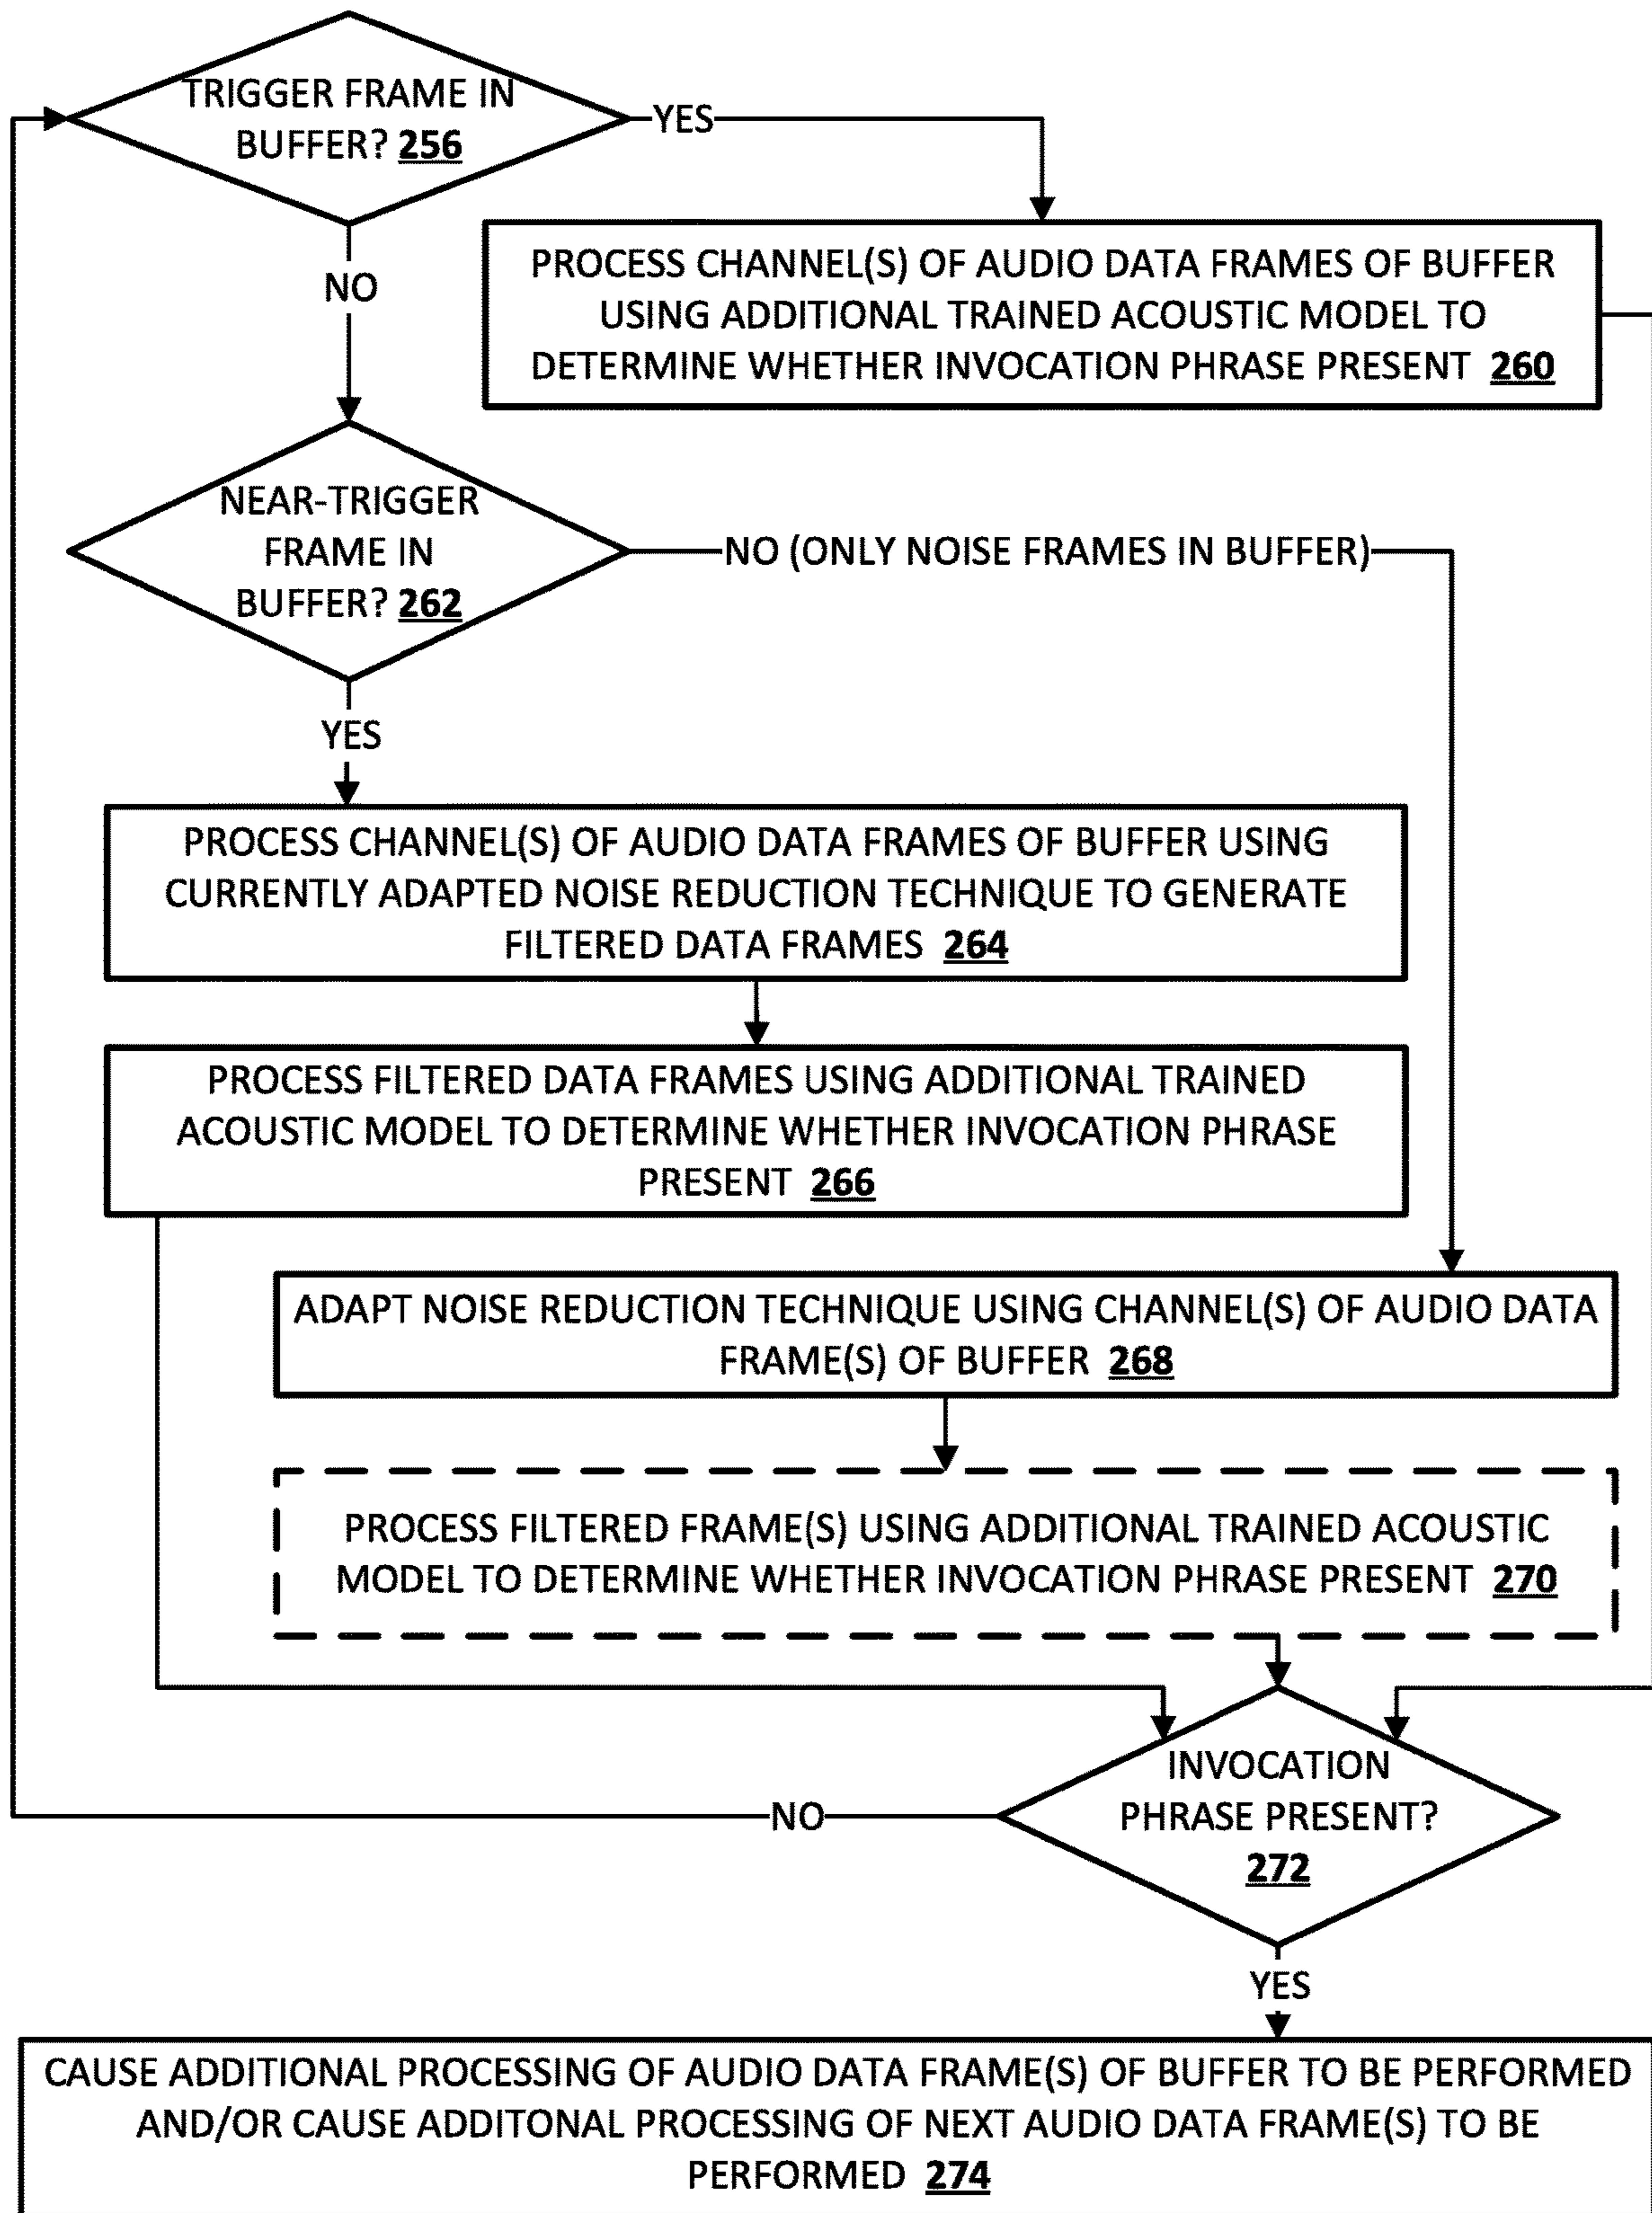 TRIGGER FRAME IN
BUFFER? 256
YES
NO
PROCESS CHANNEL(S) OF AUDIO DATA FRAMES OF BUFFER
USING ADDITIONAL TRAINED ACOUSTIC MODEL TO
DETERMINE WHETHER INVOCATION PHRASE PRESENT 260
NEAR-TRIGGER
FRAME IN
BUFFER? 262
NO (ONLY NOISE FRAMES IN BUFFER)
YES
PROCESS CHANNEL(S) OF AUDIO DATA FRAMES OF BUFFER USING
CURRENTLY ADAPTED NOISE REDUCTION TECHNIQUE TO GENERATE
FILTERED DATA FRAMES 264
PROCESS FILTERED DATA FRAMES USING ADDITIONAL TRAINED
ACOUSTIC MODEL TO DETERMINE WHETHER INVOCATION PHRASE
PRESENT 266
ADAPT NOISE REDUCTION TECHNIQUE USING CHANNEL(S) OF AUDIO DATA
FRAME(S) OF BUFFER 268
PROCESS FILTERED FRAME(S) USING ADDITIONAL TRAINED ACOUSTIC
MODEL TO DETERMINE WHETHER INVOCATION PHRASE PRESENT 270
INVOCATION
PHRASE PRESENT?
272
NO
YES
CAUSE ADDITIONAL PROCESSING OF AUDIO DATA FRAME(S) OF BUFFER TO BE PERFORMED
AND/OR CAUSE ADDITONAL PROCESSING OF NEXT AUDIO DATA FRAME(S) TO BE
PERFORMED 274